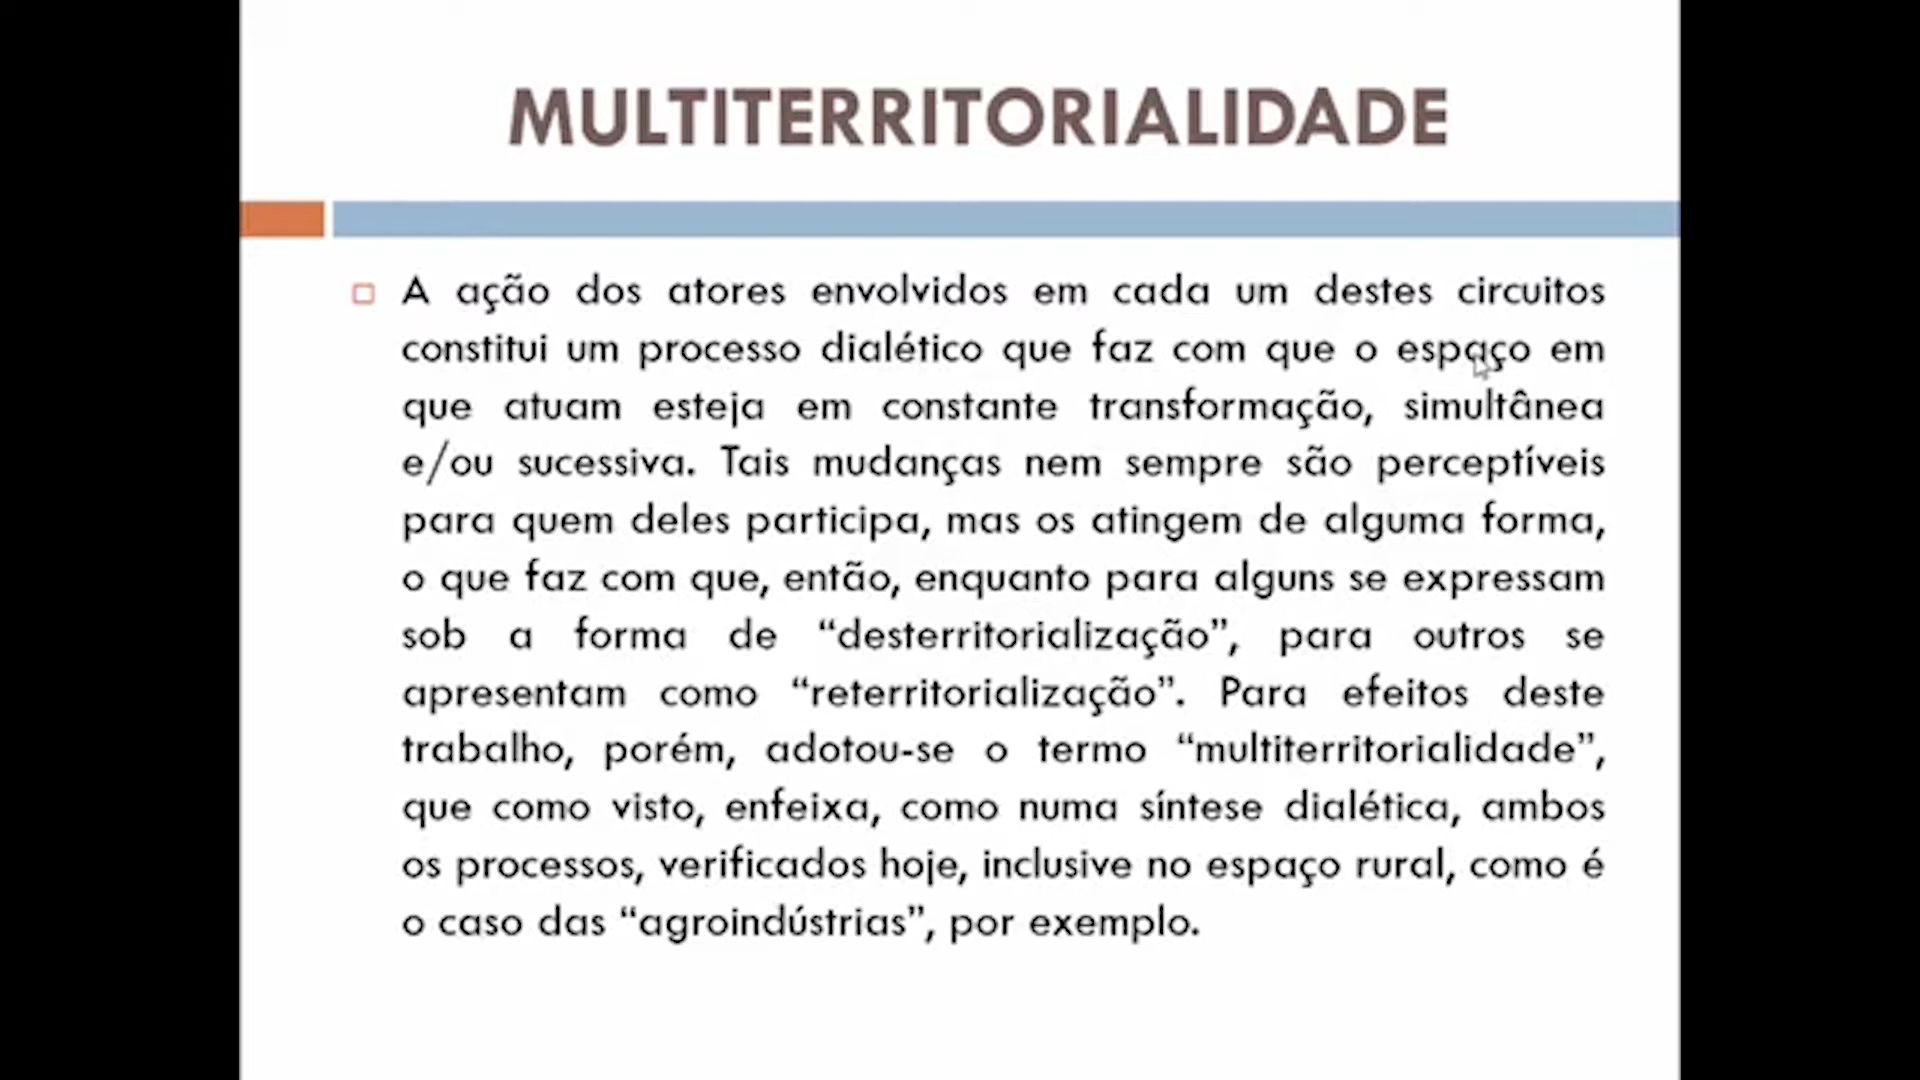 MULTITERRITORIALIDADE
A ação dos atores envolvidos em cada um destes circuitos
constitui um processo dialético que faz com que o espaço em
que atuam esteja em constante transformação, simultânea
e/ou sucessiva. Tais mudanças nem sempre são perceptíveis
para quem deles participa, mas os atingem de alguma forma,
o que faz com que, então, enquanto para alguns se expressam
sob a forma de “desterritorialização”, para outros se
apresentam como “reterritorialização”. Para efeitos deste
trabalho, porém, adotou-se o termo “multiterritorialidade”,
que como visto, enfeixa, como numa síntese dialética, ambos
os processos, verificados hoje, inclusive no espaço rural, como é
o caso das “agroindústrias”, por exemplo.